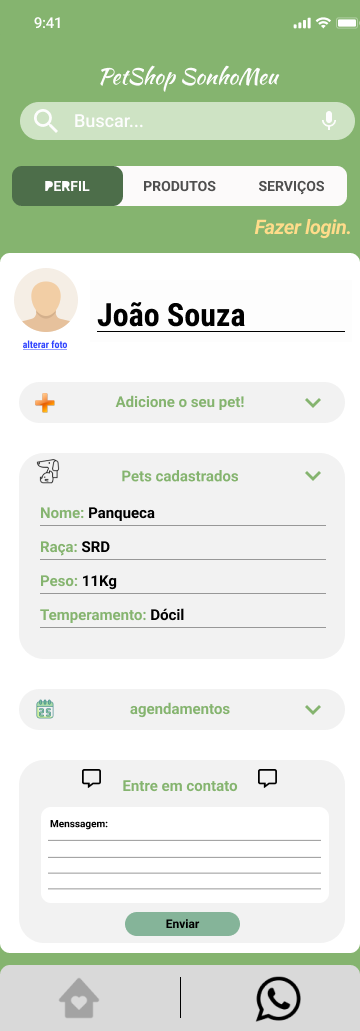 9:41
PetShop SonhoMeu
Buscar...
PERFIL PRODUTOS SERVIÇOS
Fazer login.
João Souza
alterar foto
Adicione o seu pet!
Pets cadastrados
Nome: Panqueca
Raça: SRD
Peso: 11Kg
Temperamento: Dócil
25 agendamentos
Entre em contato
Menssagem:
Enviar